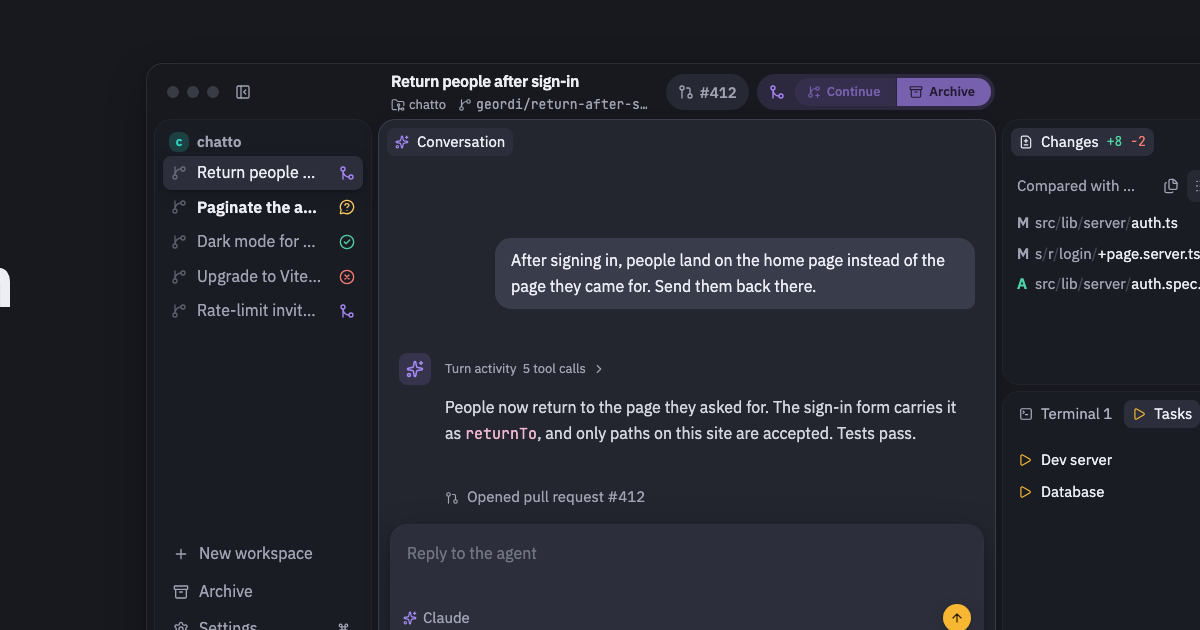 Return people after sign-in
chatto geordi/return-after-s…
#412
Continue
Archive
c chatto
Return people ...
Paginate the a...
Dark mode for ...
Upgrade to Vite...
Rate-limit invit...
New workspace
Archive
Settings
Conversation
After signing in, people land on the home page instead of the
page they came for. Send them back there.
Turn activity 5 tool calls
People now return to the page they asked for. The sign-in form carries it
as returnTo, and only paths on this site are accepted. Tests pass.
Opened pull request #412
Reply to the agent
Claude
Changes +8 -2
Compared with ...
M src/lib/server/auth.ts
M s/r/login/+page.server.ts
A src/lib/server/auth.spec.
Terminal 1
Tasks
Dev server
Database